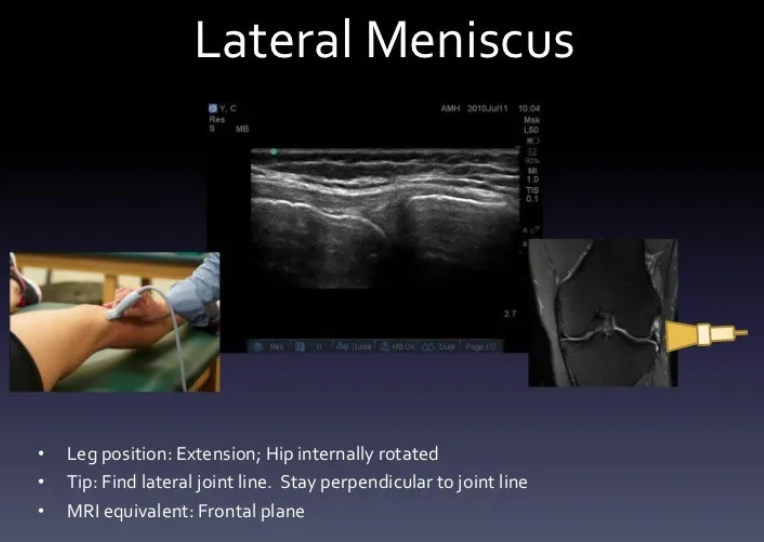 Lateral Meniscus
Y, C
AMH 2010Jul11 10:04
Res
S MB
Msk
L50
MI
1.0
TIS
0.1
2.7
Res 0 Guide MB On Dual Page 1/2
• Leg position: Extension; Hip internally rotated
• Tip: Find lateral joint line. Stay perpendicular to joint line
• MRI equivalent: Frontal plane